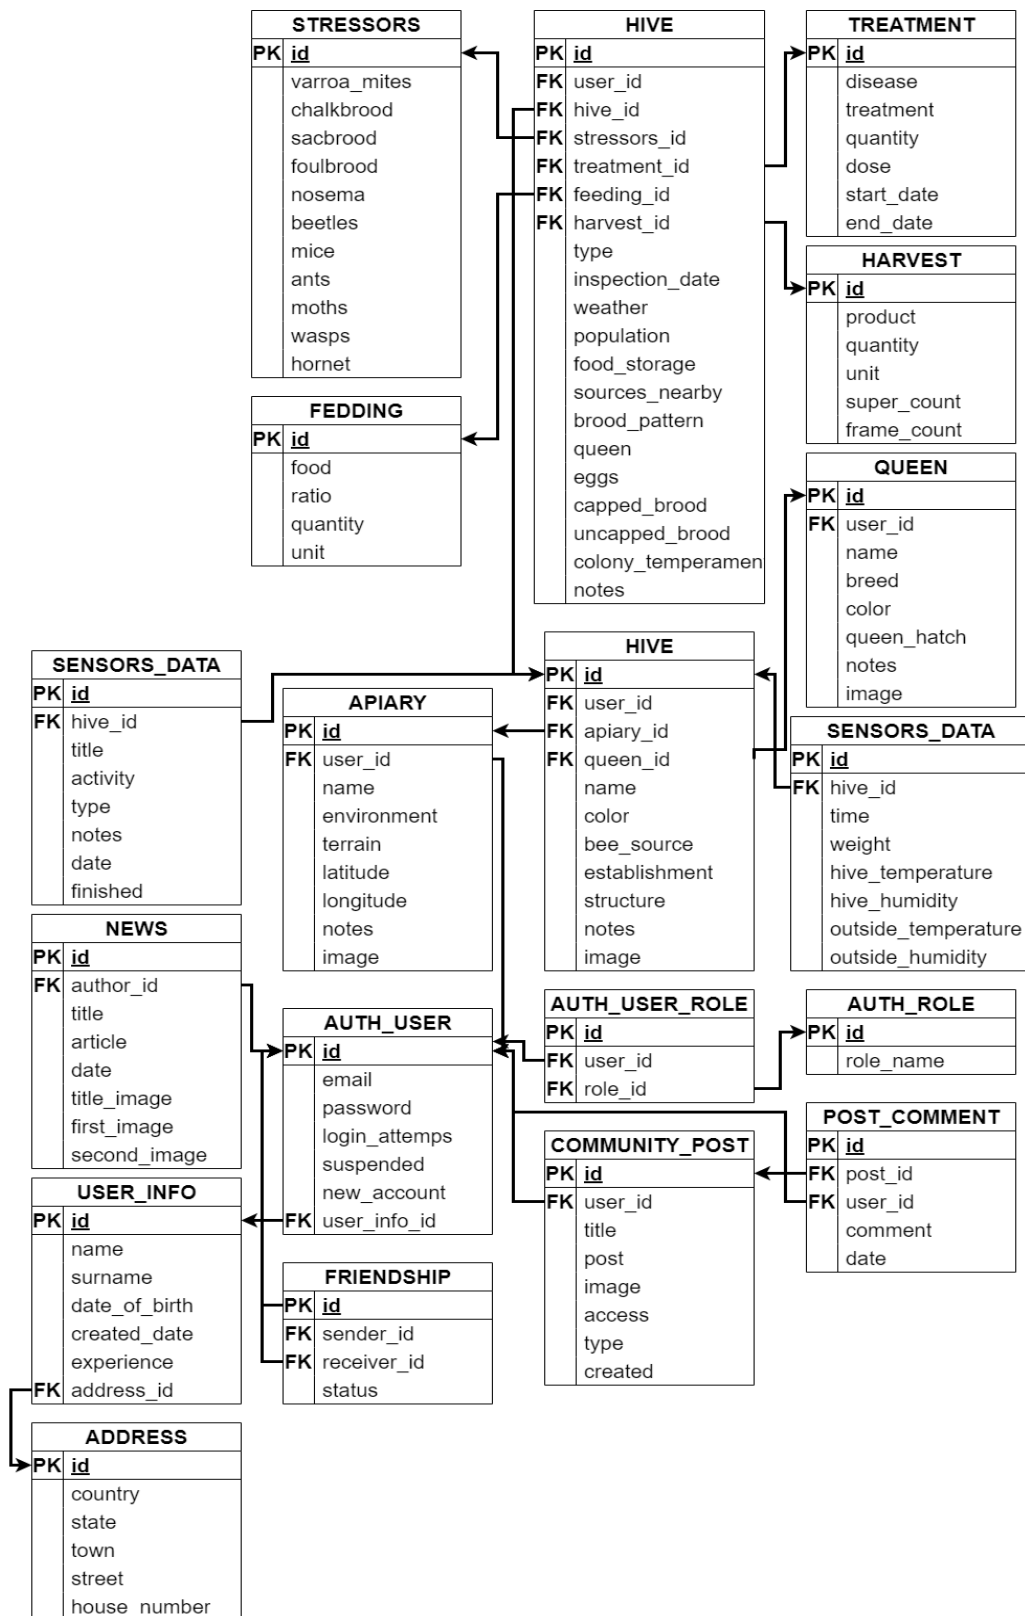 STRESSORS
PK id
varroa_mites
chalkbrood
sacbrood
foulbrood
nosema
beetles
mice
ants
moths
wasps
hornet
HIVE
PK id
FK user_id
FK hive_id
FK stressors_id
FK treatment_id
FK feeding_id
FK harvest_id
type
inspection_date
weather
population
food_storage
sources_nearby
brood_pattern
queen
eggs
capped_brood
uncapped_brood
colony_temperamen
notes
TREATMENT
PK id
disease
treatment
quantity
dose
start_date
end_date
HARVEST
PK id
product
quantity
unit
super_count
frame_count
FEDDING
PK id
food
ratio
quantity
unit
QUEEN
PK id
FK user_id
name
breed
color
queen_hatch
notes
image
SENSORS_DATA
PK id
FK hive_id
title
activity
type
notes
date
finished
APIARY
PK id
FK user_id
name
environment
terrain
latitude
longitude
notes
image
HIVE
PK id
FK user_id
FK apiary_id
FK queen_id
name
color
bee_source
establishment
structure
notes
image
SENSORS_DATA
PK id
FK hive_id
time
weight
hive_temperature
hive_humidity
outside_temperature
outside_humidity
NEWS
PK id
FK author_id
title
article
date
title_image
first_image
second_image
AUTH_USER
PK id
email
password
login_attemps
suspended
new_account
FK user_info_id
AUTH_USER_ROLE
PK id
FK user_id
FK role_id
AUTH_ROLE
PK id
role_name
COMMUNITY_POST
PK id
FK user_id
title
post
image
access
type
created
POST_COMMENT
PK id
FK post_id
FK user_id
comment
date
USER_INFO
PK id
name
surname
date_of_birth
created_date
experience
FK address_id
FRIENDSHIP
PK id
FK sender_id
FK receiver_id
status
ADDRESS
PK id
country
state
town
street
house_number